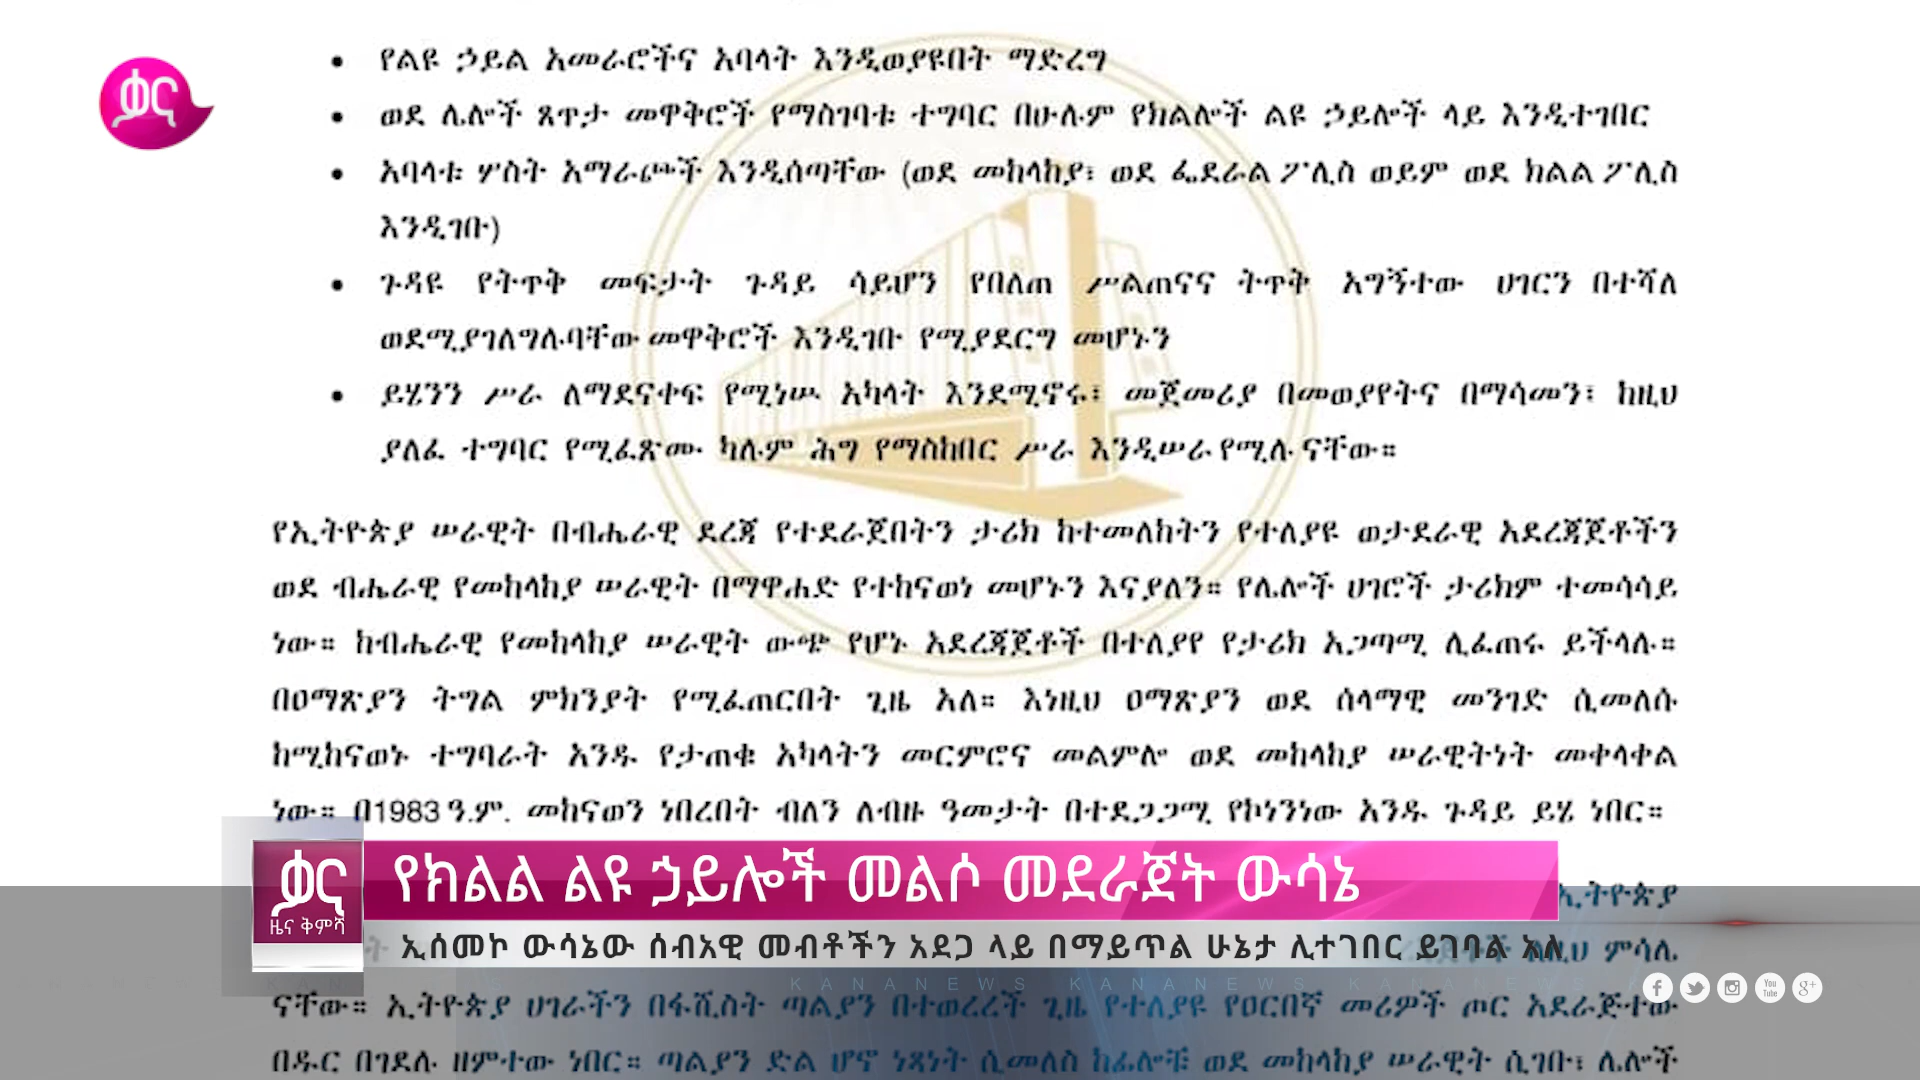 ቃና
• የልዩ ኃይል አመራሮችና አባላት እንዲወያዩበት ማድረግ
• ወደ ሌሎች ጸጥታ መዋቅሮች የማስገባቱ ተግባር በሁሉም የክልሎች ልዩ ኃይሎች ላይ እንዲተገበር
• አባላቱ ሦስት አማራጮች እንዲሰጣቸው (ወደ መከላከያ፣ ወደ ፌደራል ፖሊስ ወይም ወደ ክልል ፖሊስ
እንዲገቡ)
• ጉዳዩ የትጥቅ መፍታት ጉዳይ ሳይሆን የበለጠ ሥልጠናና ትጥቅ አግኝተው ሀገርን በተሻለ
ወደሚያገለግሉባቸው መዋቅሮች እንዲገቡ የሚያደርግ መሆኑን
• ይሄንን ሥራ ለማደናቀፍ የሚነሡ አካላት እንደሚኖሩ፣ መጀመሪያ በመወያየትና በማሳመን፣ ከዚህ
ያለፈ ተግባር የሚፈጽሙ ካሉም ሕግ የማስከበር ሥራ እንዲሠራ የሚሉ ናቸው።
የኢትዮጵያ ሠራዊት በብሔራዊ ደረጃ የተደራጀበትን ታሪክ ከተመለከትን የተለያዩ ወታደራዊ አደረጃጀቶችን
ወደ ብሔራዊ የመከላከያ ሠራዊት በማዋሐድ የተከናወነ መሆኑን እናያለን። የሌሎች ሀገሮች ታሪክም ተመሳሳይ
ነው። ከብሔራዊ የመከላከያ ሠራዊት ውጭ የሆኑ አደረጃጀቶች በተለያየ የታሪክ አጋጣሚ ሊፈጠሩ ይችላሉ።
በዐማጽያን ትግል ምክንያት የሚፈጠርበት ጊዜ አለ። እነዚህ ዐማጽያን ወደ ሰላማዊ መንገድ ሲመለሱ
ከሚከናወኑ ተግባራት አንዱ የታጠቁ አካላትን መርምሮና መልምሎ ወደ መከላከያ ሠራዊትነት መቀላቀል
ነው። በ1983 ዓ.ም. መከናወን ነበረበት ብለን ለብዙ ዓመታት በተደጋጋሚ የኮነንነው አንዱ ጉዳይ ይሄ ነበር።
ቃና
ዜና ቅምሻ
የክልል ልዩ ኃይሎች መልሶ መደራጀት ውሳኔ
ኢትዮጵያ
ኢሰመኮ ውሳኔው ሰብአዊ መብቶችን አደጋ ላይ በማይጥል ሁኔታ ሊተገበር ይገባል አለ
ምሳሌ
KANANEWS KANANEWS KANANEWS
ናቸው። ኢትዮጵያ ሀገራችን በፋሺስት ጣልያን በተወረረች ጊዜ የተለያዩ የዐርበኛ መሪዎች ጦር አደራጅተው
በዱር በገደሉ ዘምተው ነበር። ጣልያን ድል ሆኖ ነጻነት ሲመለስ ከፊሎቹ ወደ መከላከያ ሠራዊት ሲገቡ፣ ሌሎች